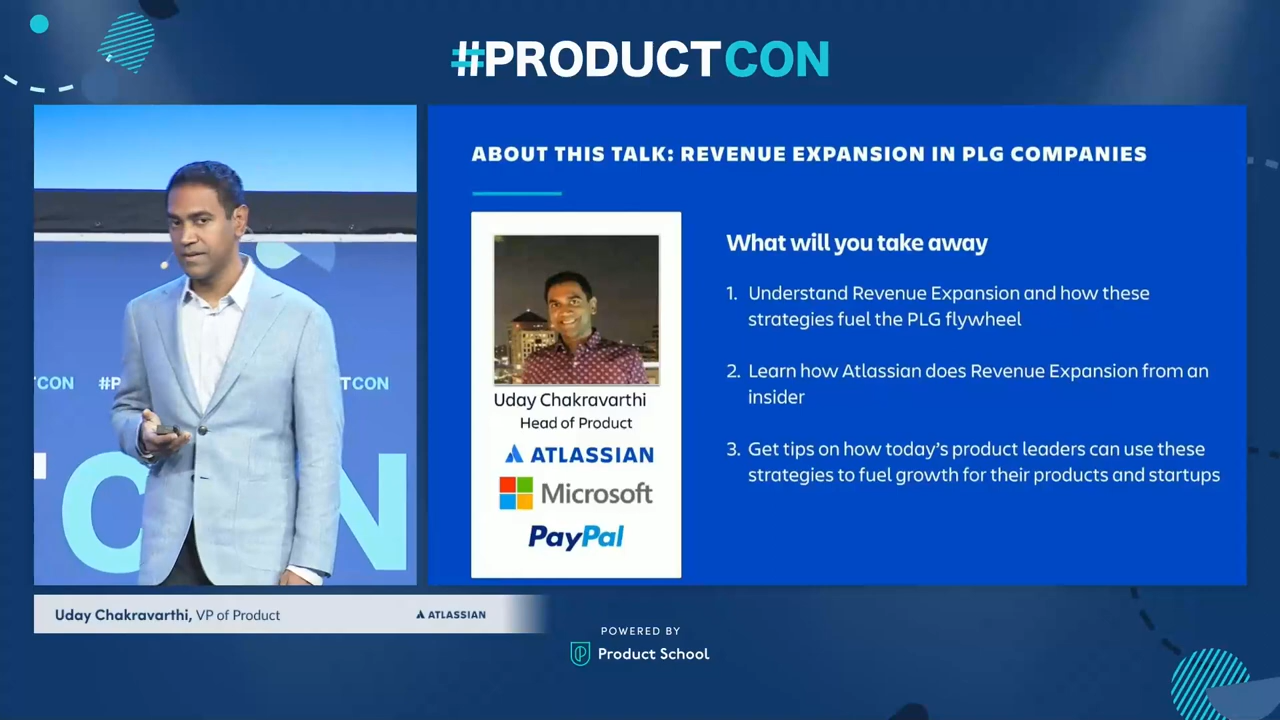 #PRODUCTCON
ABOUT THIS TALK: REVENUE EXPANSION IN PLG COMPANIES
What will you take away
1. Understand Revenue Expansion and how these
strategies fuel the PLG flywheel
2. Learn how Atlassian does Revenue Expansion from an
insider
3. Get tips on how today's product leaders can use these
strategies to fuel growth for their products and startups
Uday Chakravarthi
Head of Product
ATLASSIAN
Microsoft
PayPal
TCON #P TCON
CON
Uday Chakravarthi, VP of Product ATLASSIAN
POWERED BY
Product School